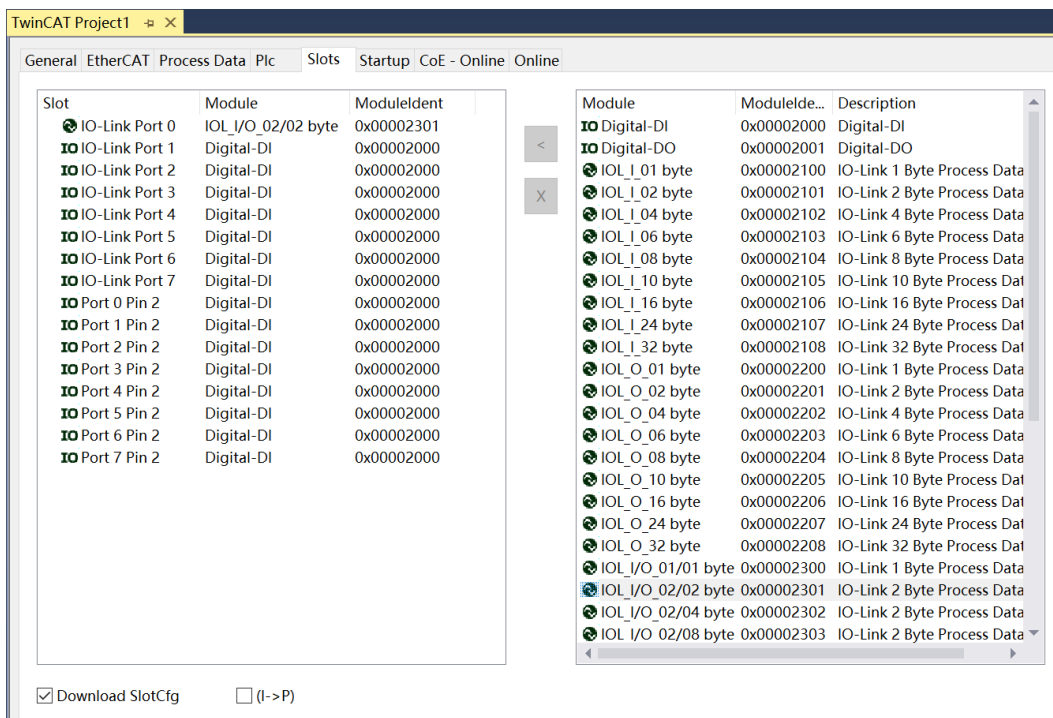 TwinCAT Project1
General EtherCAT Process Data Plc Slots Startup CoE - Online Online
Slot Module ModuleIdent
IO-Link Port 0 IOL_I/O_02/02 byte 0x00002301
IO IO-Link Port 1 Digital-DI 0x00002000
IO IO-Link Port 2 Digital-DI 0x00002000
IO IO-Link Port 3 Digital-DI 0x00002000
IO IO-Link Port 4 Digital-DI 0x00002000
IO IO-Link Port 5 Digital-DI 0x00002000
IO IO-Link Port 6 Digital-DI 0x00002000
IO IO-Link Port 7 Digital-DI 0x00002000
IO Port 0 Pin 2 Digital-DI 0x00002000
IO Port 1 Pin 2 Digital-DI 0x00002000
IO Port 2 Pin 2 Digital-DI 0x00002000
IO Port 3 Pin 2 Digital-DI 0x00002000
IO Port 4 Pin 2 Digital-DI 0x00002000
IO Port 5 Pin 2 Digital-DI 0x00002000
IO Port 6 Pin 2 Digital-DI 0x00002000
IO Port 7 Pin 2 Digital-DI 0x00002000
<
X
Module ModuleIde... Description
IO Digital-DI 0x00002000 Digital-DI
IO Digital-DO 0x00002001 Digital-DO
IOL_I_01 byte 0x00002100 IO-Link 1 Byte Process Data
IOL_I_02 byte 0x00002101 IO-Link 2 Byte Process Data
IOL_I_04 byte 0x00002102 IO-Link 4 Byte Process Data
IOL_I_06 byte 0x00002103 IO-Link 6 Byte Process Data
IOL_I_08 byte 0x00002104 IO-Link 8 Byte Process Data
IOL_I_10 byte 0x00002105 IO-Link 10 Byte Process Dat
IOL_I_16 byte 0x00002106 IO-Link 16 Byte Process Dat
IOL_I_24 byte 0x00002107 IO-Link 24 Byte Process Dat
IOL_I_32 byte 0x00002108 IO-Link 32 Byte Process Dat
IOL_O_01 byte 0x00002200 IO-Link 1 Byte Process Data
IOL_O_02 byte 0x00002201 IO-Link 2 Byte Process Data
IOL_O_04 byte 0x00002202 IO-Link 4 Byte Process Data
IOL_O_06 byte 0x00002203 IO-Link 6 Byte Process Data
IOL_O_08 byte 0x00002204 IO-Link 8 Byte Process Data
IOL_O_10 byte 0x00002205 IO-Link 10 Byte Process Dat
IOL_O_16 byte 0x00002206 IO-Link 16 Byte Process Dat
IOL_O_24 byte 0x00002207 IO-Link 24 Byte Process Dat
IOL_O_32 byte 0x00002208 IO-Link 32 Byte Process Dat
IOL_I/O_01/01 byte 0x00002300 IO-Link 1 Byte Process Data
IOL_I/O_02/02 byte 0x00002301 IO-Link 2 Byte Process Data
IOL_I/O_02/04 byte 0x00002302 IO-Link 2 Byte Process Data
IOL_I/O_02/08 byte 0x00002303 IO-Link 2 Byte Process Data
Download SlotCfg (I->P)